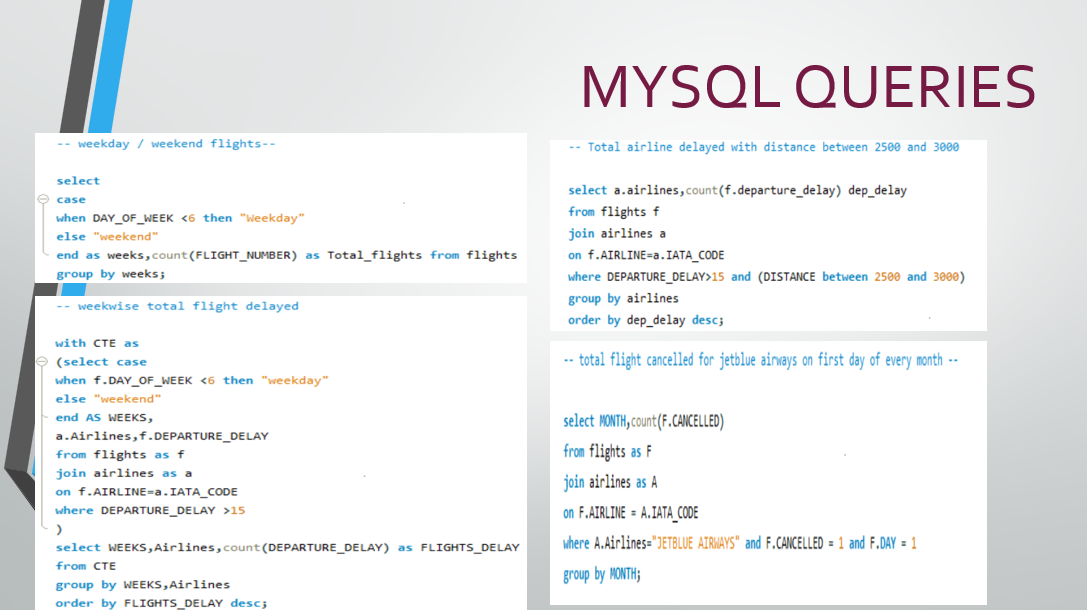 MYSQL QUERIES
-- weekday / weekend flights--
select
case
when DAY_OF_WEEK <6 then "Weekday"
else "weekend"
end as weeks,count(FLIGHT_NUMBER) as Total_flights from flights
group by weeks;
-- weekwise total flight delayed
with CTE as
(select case
when f.DAY_OF_WEEK <6 then "weekday"
else "weekend"
end AS WEEKS,
a.Airlines,f.DEPARTURE_DELAY
from flights as f
join airlines as a
on f.AIRLINE=a.IATA_CODE
where DEPARTURE_DELAY >15
)
select WEEKS,Airlines,count(DEPARTURE_DELAY) as FLIGHTS_DELAY
from CTE
group by WEEKS,Airlines
order by FLIGHTS_DELAY desc;
-- Total airline delayed with distance between 2500 and 3000
select a.airlines,count(f.departure_delay) dep_delay
from flights f
join airlines a
on f.AIRLINE=a.IATA_CODE
where DEPARTURE_DELAY>15 and (DISTANCE between 2500 and 3000)
group by airlines
order by dep_delay desc;
-- total flight cancelled for jetblue airways on first day of every month --
select MONTH,count(F.CANCELLED)
from flights as F
join airlines as A
on F.AIRLINE = A.IATA_CODE
where A.Airlines="JETBLUE AIRWAYS" and F.CANCELLED = 1 and F.DAY = 1
group by MONTH;